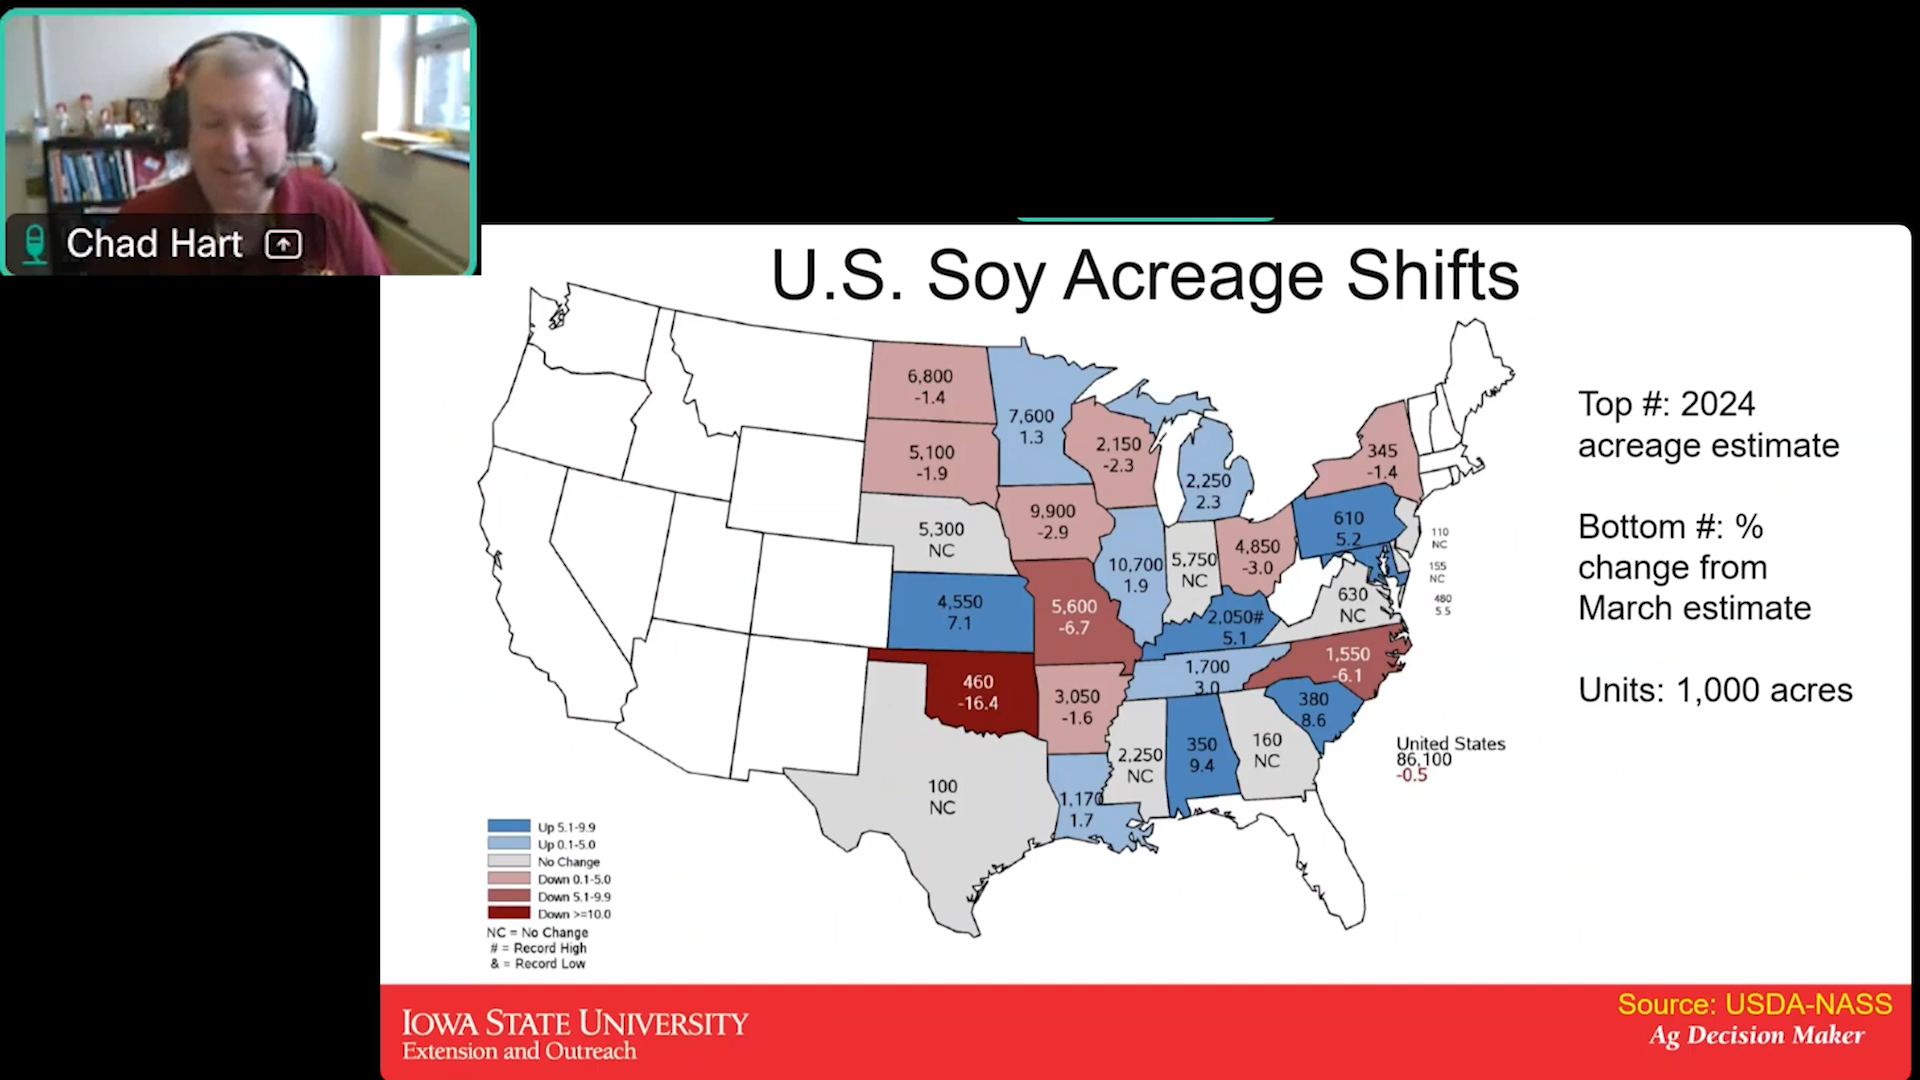 Chad Hart
U.S. Soy Acreage Shifts
6,800
-1.4
7,600
1.3
5,100
-1.9
2,150
-2.3
2,250
2.3
345
-1.4
5,300
NC
9,900
-2.9
10,700
1.9
5,750
NC
4,850
-3.0
610
5.2
110
NC
155
NC
480
5.5
4,550
7.1
5,600
-6.7
2,050#
5.1
630
NC
460
-16.4
3,050
-1.6
1,700
3.0
1,550
-6.1
380
8.6
100
NC
1,170
1.7
2,250
NC
350
9.4
160
NC
United States
86,100
-0.5
Top #: 2024
acreage estimate
Bottom #: %
change from
March estimate
Units: 1,000 acres
Up 5.1-9.9
Up 0.1-5.0
No Change
Down 0.1-5.0
Down 5.1-9.9
Down >=10.0
NC = No Change
# = Record High
& = Record Low
IOWA STATE UNIVERSITY
Extension and Outreach
Source: USDA-NASS
Ag Decision Maker